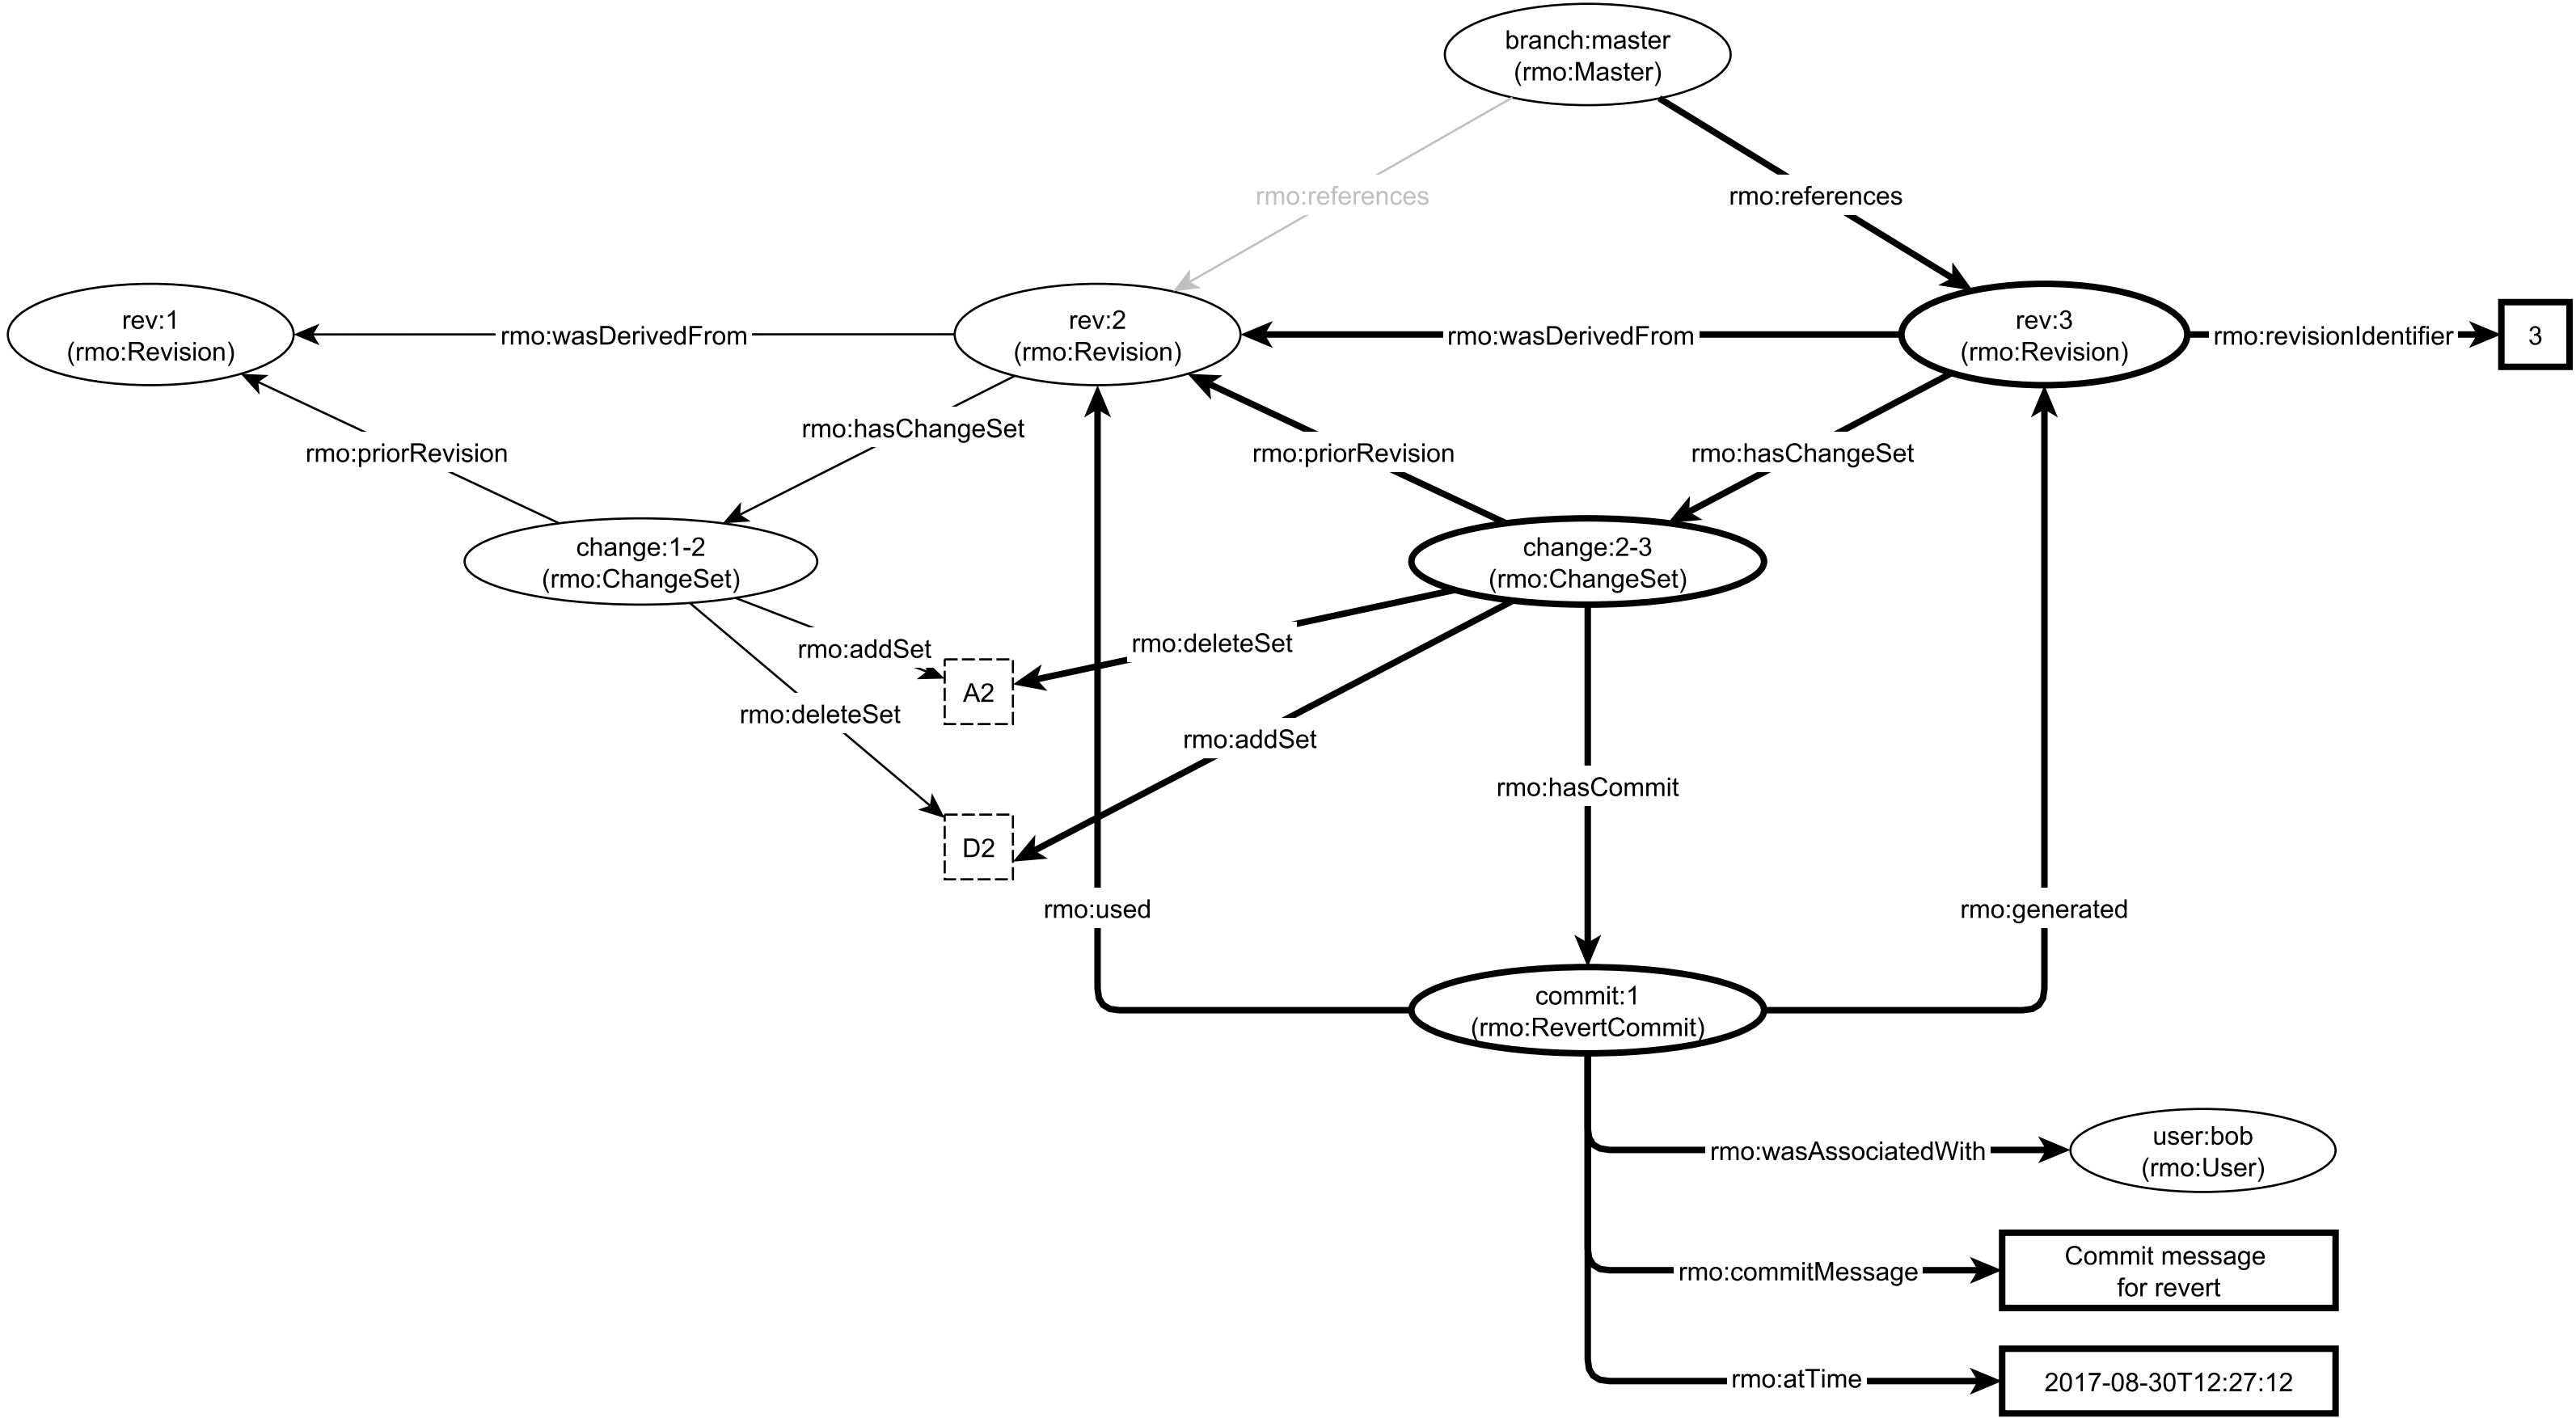 branch:master
(rmo:Master)
rmo:references
rmo:references
rev:1
(rmo:Revision)
rmo:wasDerivedFrom
rev:2
(rmo:Revision)
rmo:wasDerivedFrom
rev:3
(rmo:Revision)
rmo:revisionIdentifier
3
rmo:priorRevision
rmo:hasChangeSet
rmo:priorRevision
rmo:hasChangeSet
change:1-2
(rmo:ChangeSet)
change:2-3
(rmo:ChangeSet)
rmo:addSet
rmo:deleteSet
A2
rmo:deleteSet
rmo:addSet
D2
rmo:hasCommit
rmo:used
rmo:generated
commit:1
(rmo:RevertCommit)
rmo:wasAssociatedWith
user:bob
(rmo:User)
rmo:commitMessage
Commit message
for revert
rmo:atTime
2017-08-30T12:27:12